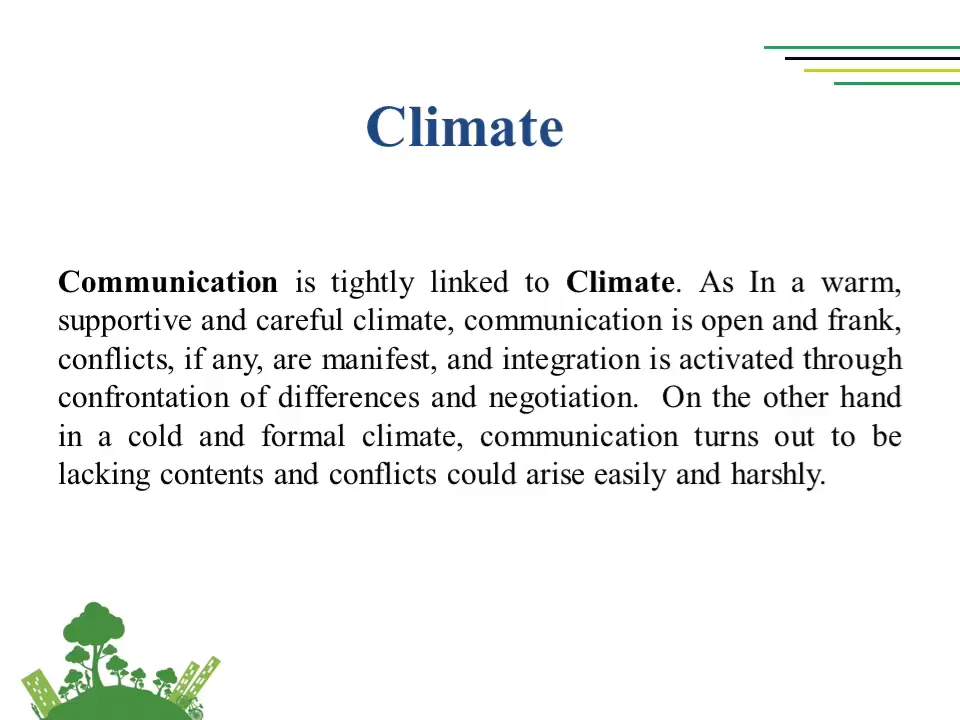 Climate
Communication is tightly linked to Climate. As In a warm,
supportive and careful climate, communication is open and frank,
conflicts, if any, are manifest, and integration is activated through
confrontation of differences and negotiation.  On the other hand
in a cold and formal climate, communication turns out to be
lacking contents and conflicts could arise easily and harshly.